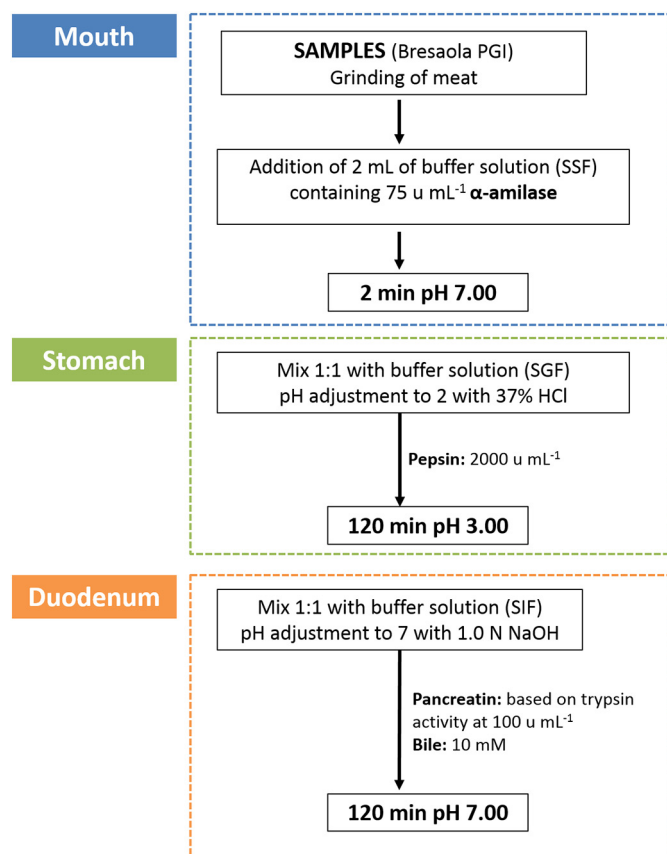 Mouth
SAMPLES (Bresaola PGI)
Grinding of meat
Addition of 2 mL of buffer solution (SSF)
containing 75 u mL⁻¹ α-amilase
2 min pH 7.00
Stomach
Mix 1:1 with buffer solution (SGF)
pH adjustment to 2 with 37% HCl
Pepsin: 2000 u mL⁻¹
120 min pH 3.00
Duodenum
Mix 1:1 with buffer solution (SIF)
pH adjustment to 7 with 1.0 N NaOH
Pancreatin: based on trypsin
activity at 100 u mL⁻¹
Bile: 10 mM
120 min pH 7.00